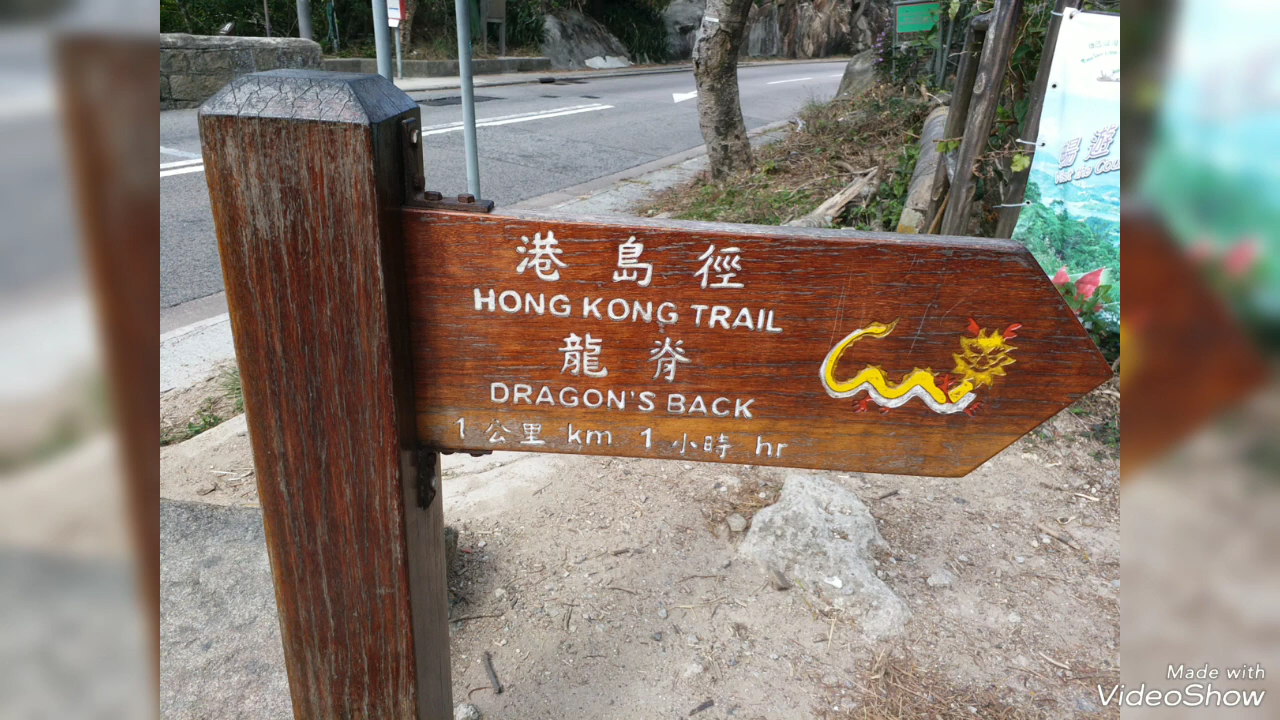 港島徑
HONG KONG TRAIL
龍脊
DRAGON'S BACK
1 公里 km 1 小時 hr
遊
Made with
VideoShow